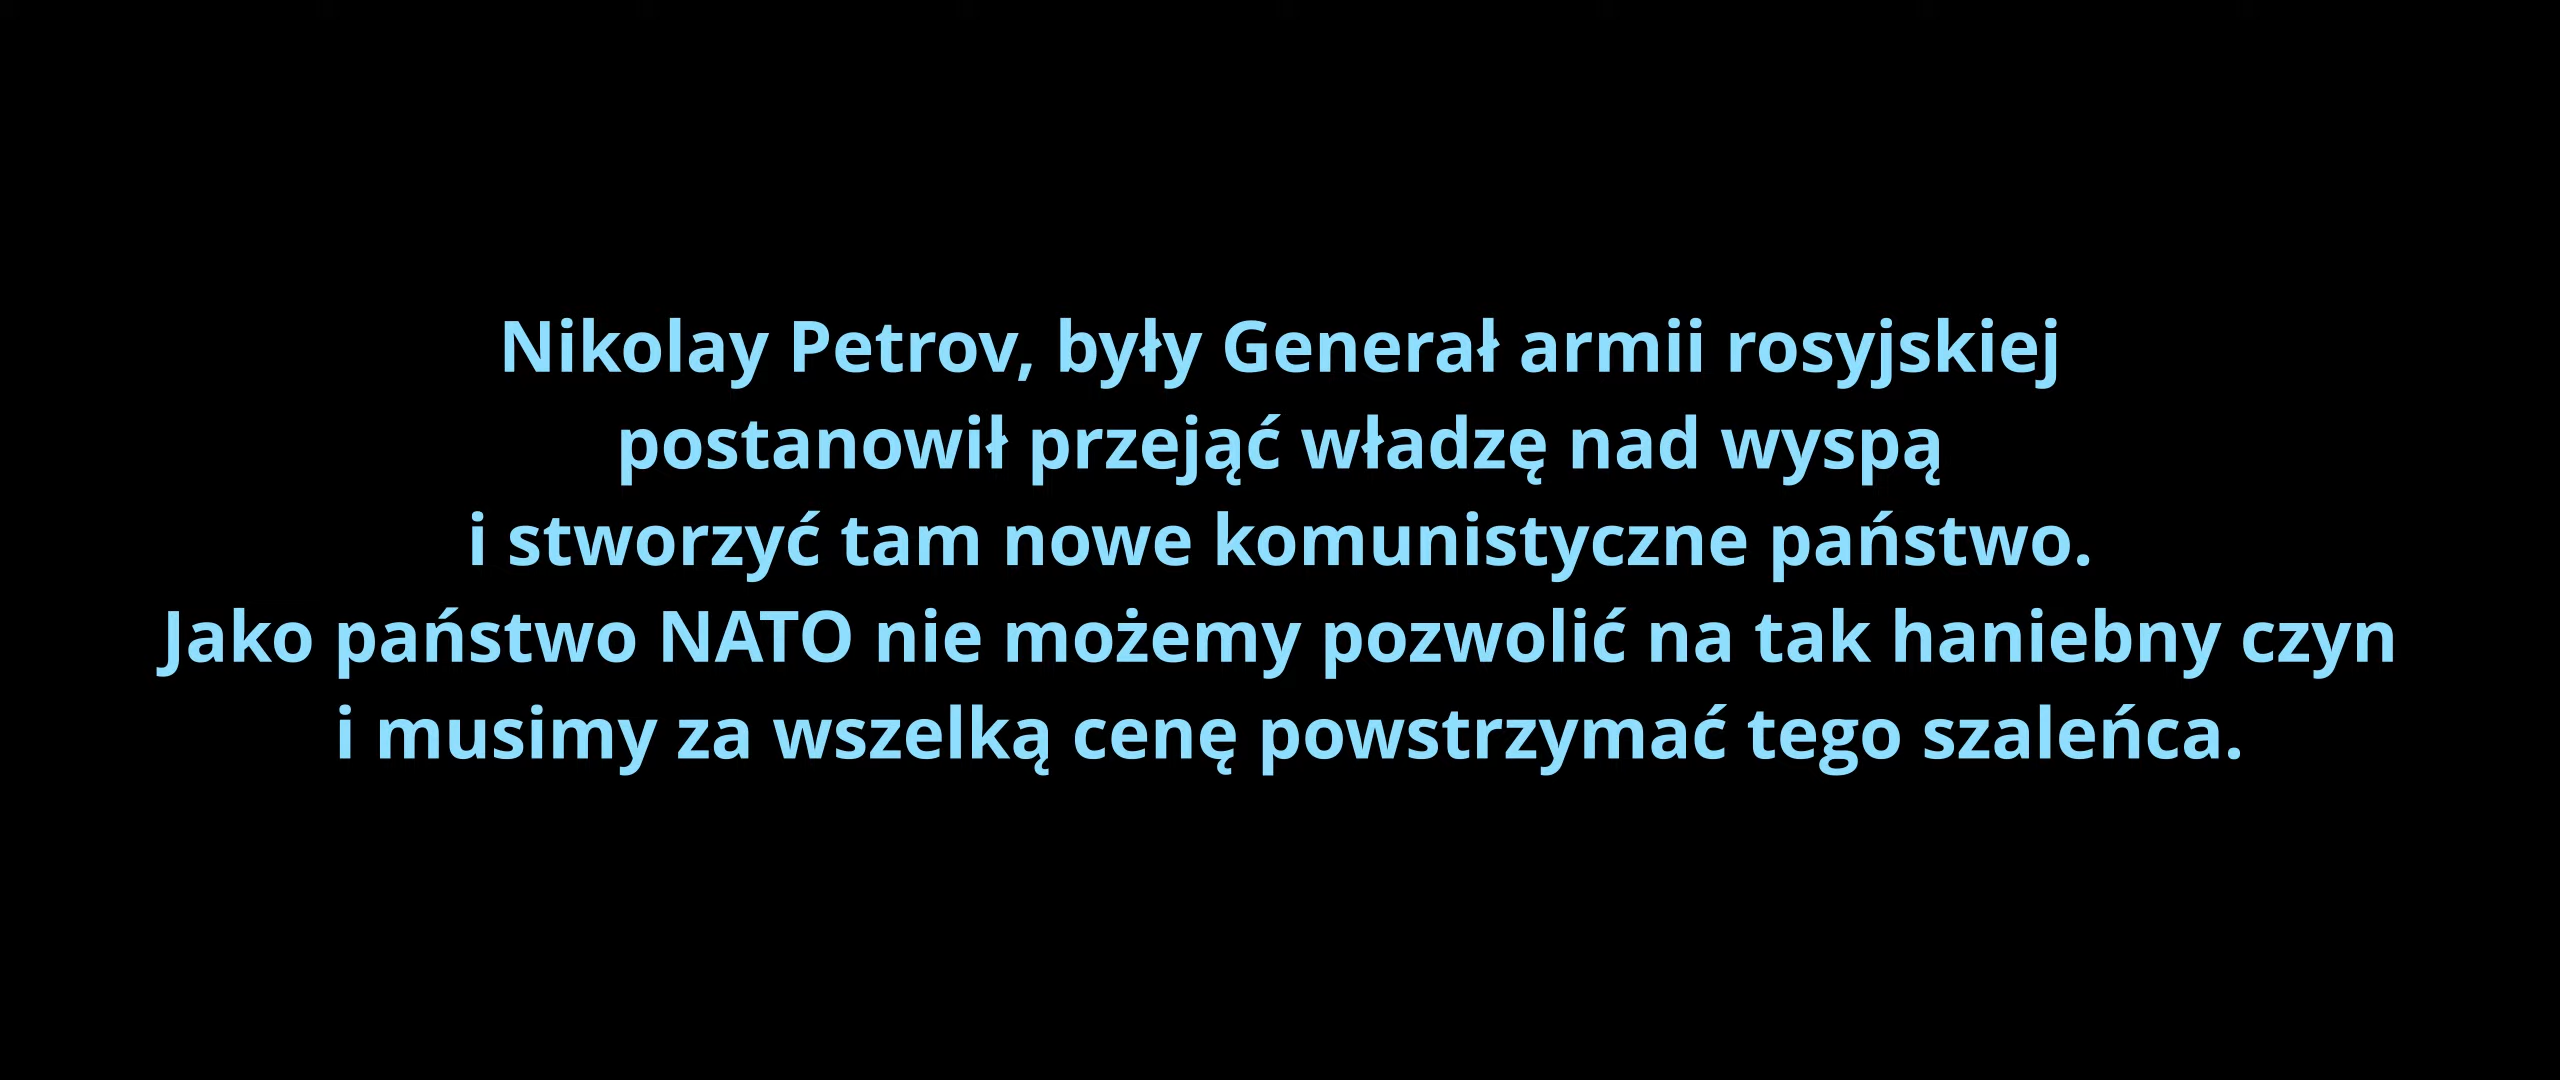 Nikolay Petrov, były Generał armii rosyjskiej
postanowił przejąć władzę nad wyspą
i stworzyć tam nowe komunistyczne państwo.
Jako państwo NATO nie możemy pozwolić na tak haniebny czyn
i musimy za wszelką cenę powstrzymać tego szaleńca.